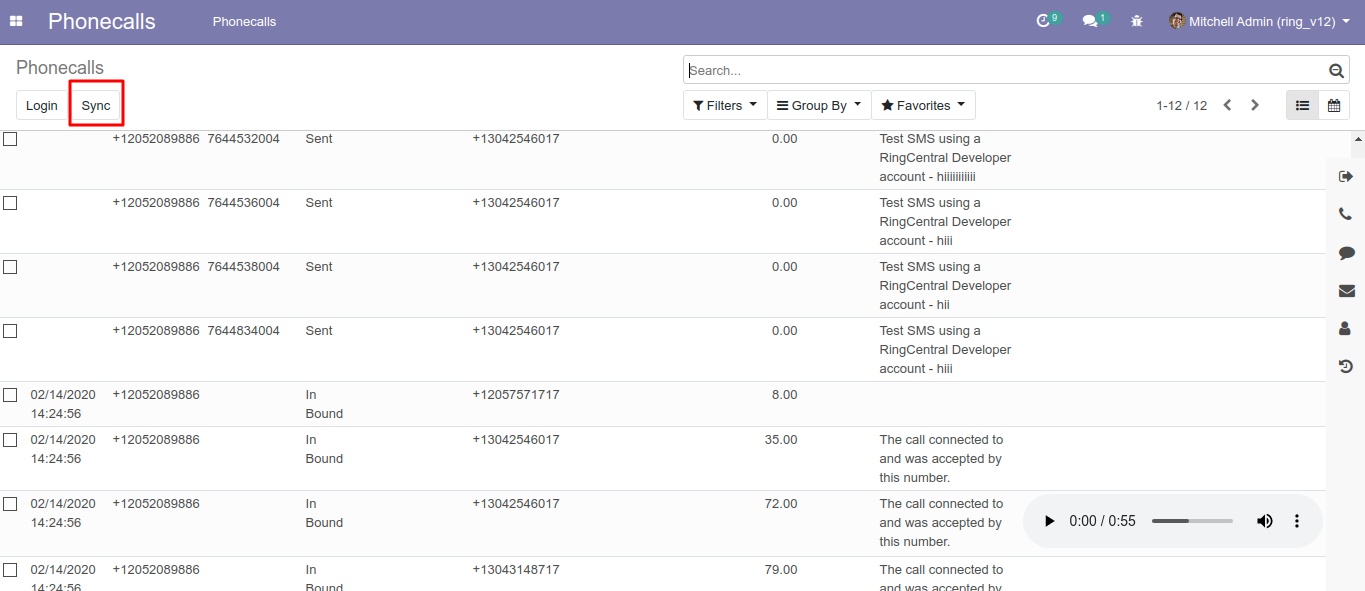 Phonecalls Phonecalls 9 1 Mitchell Admin (ring_v12)
Phonecalls Search...
Login Sync Filters Group By Favorites 1-12 / 12
+12052089886 7644532004 Sent +13042546017 0.00 Test SMS using a
RingCentral Developer
account - hiiiiiiiiiii
+12052089886 7644536004 Sent +13042546017 0.00 Test SMS using a
RingCentral Developer
account - hiii
+12052089886 7644538004 Sent +13042546017 0.00 Test SMS using a
RingCentral Developer
account - hii
+12052089886 7644834004 Sent +13042546017 0.00 Test SMS using a
RingCentral Developer
account - hiii
02/14/2020 +12052089886 In +12057571717 8.00
14:24:56 Bound
02/14/2020 +12052089886 In +13042546017 35.00 The call connected to
14:24:56 Bound and was accepted by
this number.
02/14/2020 +12052089886 In +13042546017 72.00 The call connected to
14:24:56 Bound and was accepted by 0:00 / 0:55
this number.
02/14/2020 +12052089886 In +13043148717 79.00 The call connected to
14:24:56 Bound and was accepted by